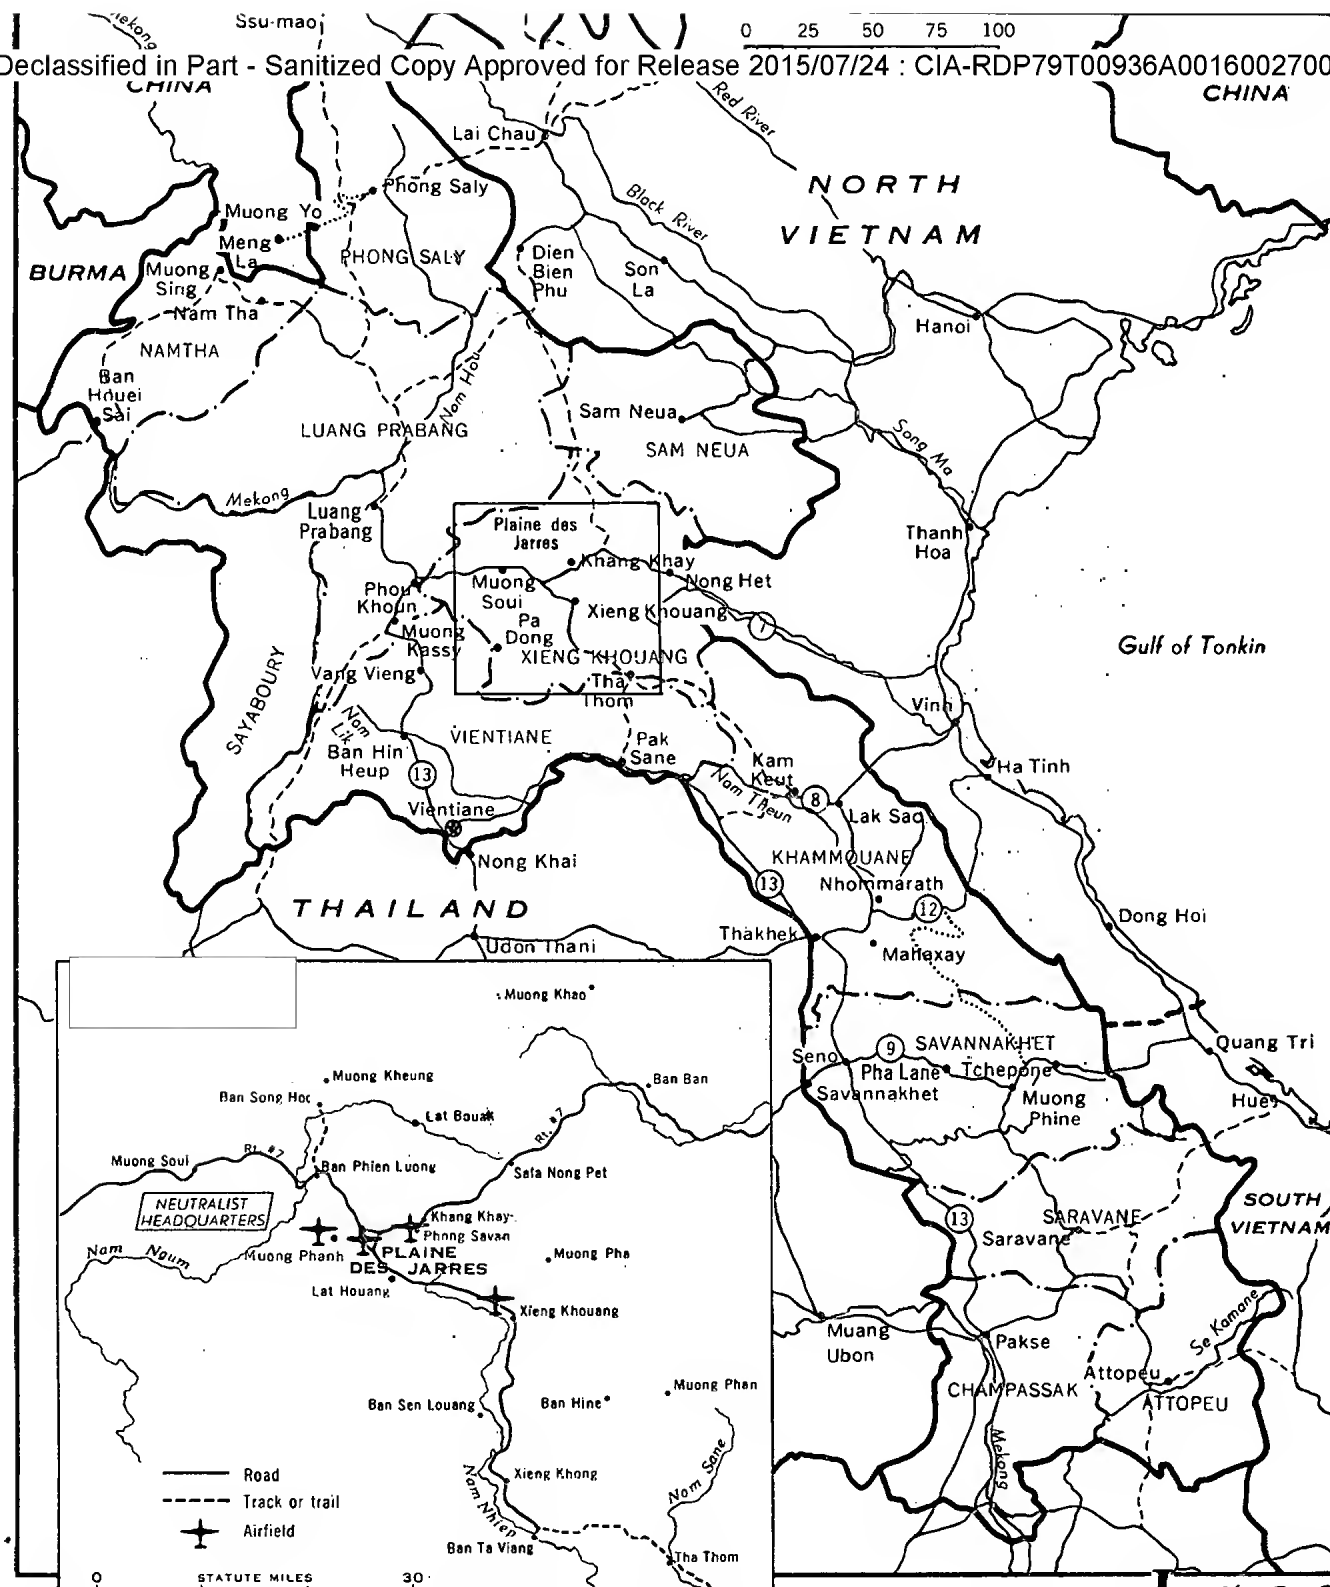 Mekong
Ssu-mao
0 25 50 75 100
Declassified in Part - Sanitized Copy Approved for Release 2015/07/24 : CIA-RDP79T00936A0016002700
CHINA
CHINA
Red River
Lai Chau
NORTH
VIETNAM
Phong Saly
Black River
Muong Yo
Meng
La
PHONG SALY
BURMA
Muong
Sing
Dien
Bien
Phu
Son
La
Nam Tha
Hanoi
NAMTHA
Ban
Houei
Sai
Nam Hou
Sam Neua
LUANG PRABANG
SAM NEUA
Song Ma
Mekong
Luang
Prabang
Plaine des
Jarres
Thanh
Hoa
Khang Khay
Nong Het
Phou
Khoun
Muong
Soui
Xieng Khouang
7
Muong
Kassy
Pa
Dong
XIENG KHOUANG
Gulf of Tonkin
Vang Vieng
Tha
Thom
SAYABOURY
Nam
Lik
Vinh
VIENTIANE
Ban Hin
Heup
Pak
Sane
Kam
Keut
Ha Tinh
13
Nam Theun
8
Vientiane
Lak Sao
Nong Khai
KHAMMOUANE
13
Nhommarath
THAILAND
12
Dong Hoi
Thakhek
Udon Thani
Mahaxay
SAVANNAKHET
9
Seno
Pha Lane
Tchepone
Quang Tri
Savannakhet
Muong
Phine
Hue
SOUTH
VIETNAM
13
SARAVANE
Saravane
Se Kamane
Muang
Ubon
Pakse
Attopeu
CHAMPASSAK
ATTOPEU
Mekong
Muong Khao
Muong Kheung
Ban Ban
Ban Song Hoc
Lat Bouak
Rt. #7
Muong Soui
Rt. #7
Ban Phien Luong
Sala Nong Pet
NEUTRALIST
HEADQUARTERS
Khang Khay
Phong Savan
Nam Ngum
Muong Phanh
PLAINE
DES JARRES
Muong Pha
Lat Houang
Xieng Khouang
Muong Phan
Ban Sen Louang
Ban Hine
Road
Xieng Khong
Nam Sane
Track or trail
Nam Nhiep
Airfield
Ban Ta Viang
Tha Thom
0 STATUTE MILES 30